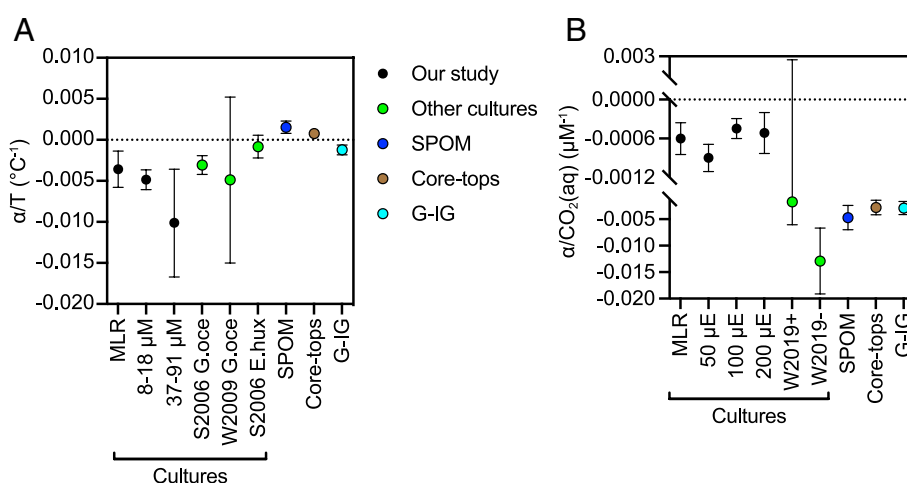 A
α/T (°C⁻¹)
0.010
0.005
0.000
-0.005
-0.010
-0.015
-0.020
MLR
8-18 μM
37-91 μM
S2006 G.oce
W2009 G.oce
S2006 E.hux
SPOM
Core-tops
G-IG
Cultures
Our study
Other cultures
SPOM
Core-tops
G-IG
B
α/CO₂(aq) (μM⁻¹)
0.003
0.0000
-0.0006
-0.0012
-0.005
-0.010
-0.015
-0.020
MLR
50 μE
100 μE
200 μE
W2019+
W2019-
SPOM
Core-tops
G-IG
Cultures